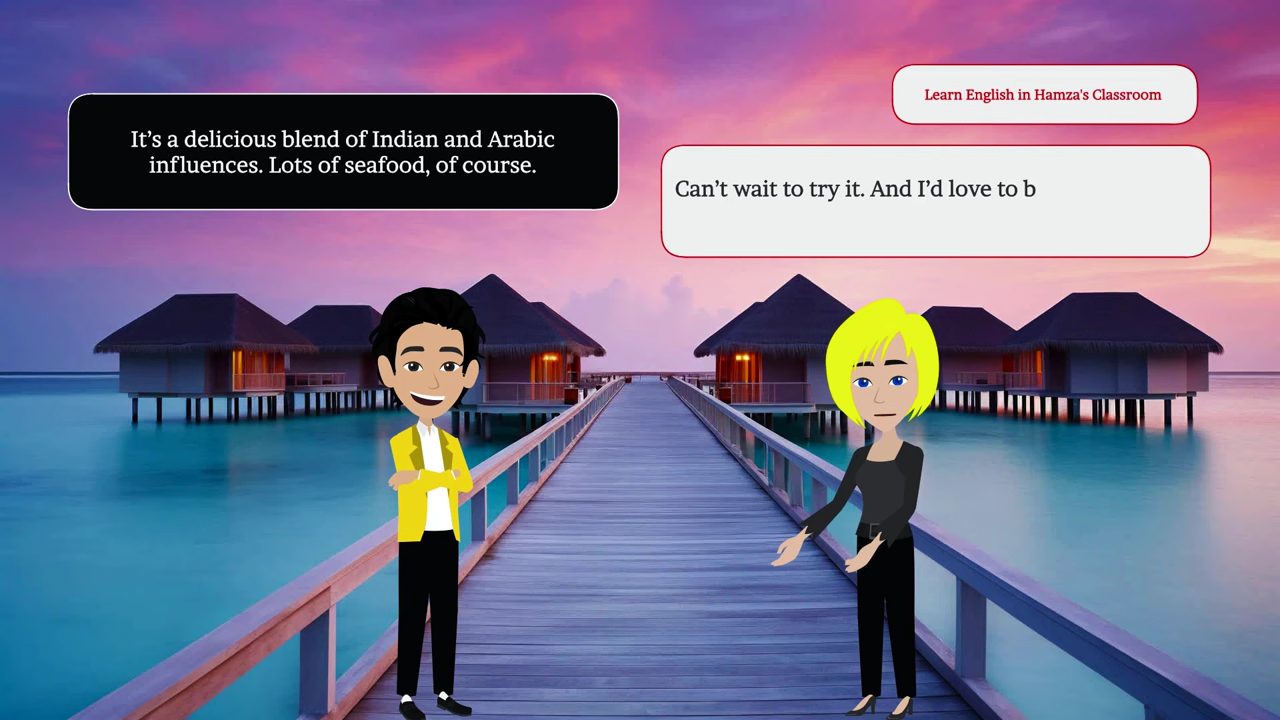 Learn English in Hamza's Classroom
It’s a delicious blend of Indian and Arabic
influences. Lots of seafood, of course.
Can’t wait to try it. And I’d love to b